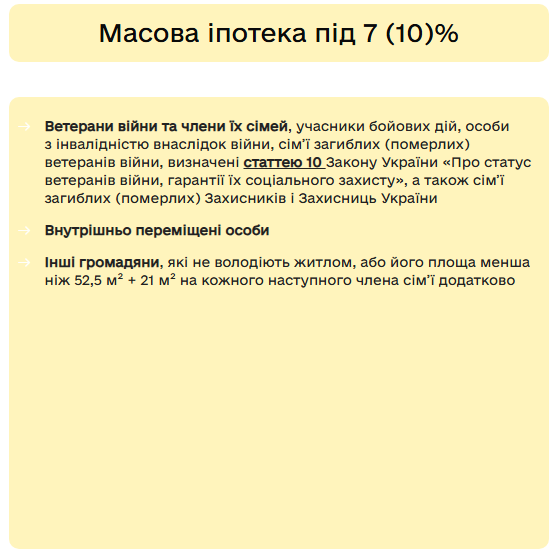 Масова іпотека під 7 (10)%
→ Ветерани війни та члени їх сімей, учасники бойових дій, особи
з інвалідністю внаслідок війни, сім’ї загиблих (померлих)
ветеранів війни, визначені статтею 10 Закону України «Про статус
ветеранів війни, гарантії їх соціального захисту», а також сім’ї
загиблих (померлих) Захисників і Захисниць України
→ Внутрішньо переміщені особи
→ Інші громадяни, які не володіють житлом, або його площа менша
ніж 52,5 м² + 21 м² на кожного наступного члена сім’ї додатково